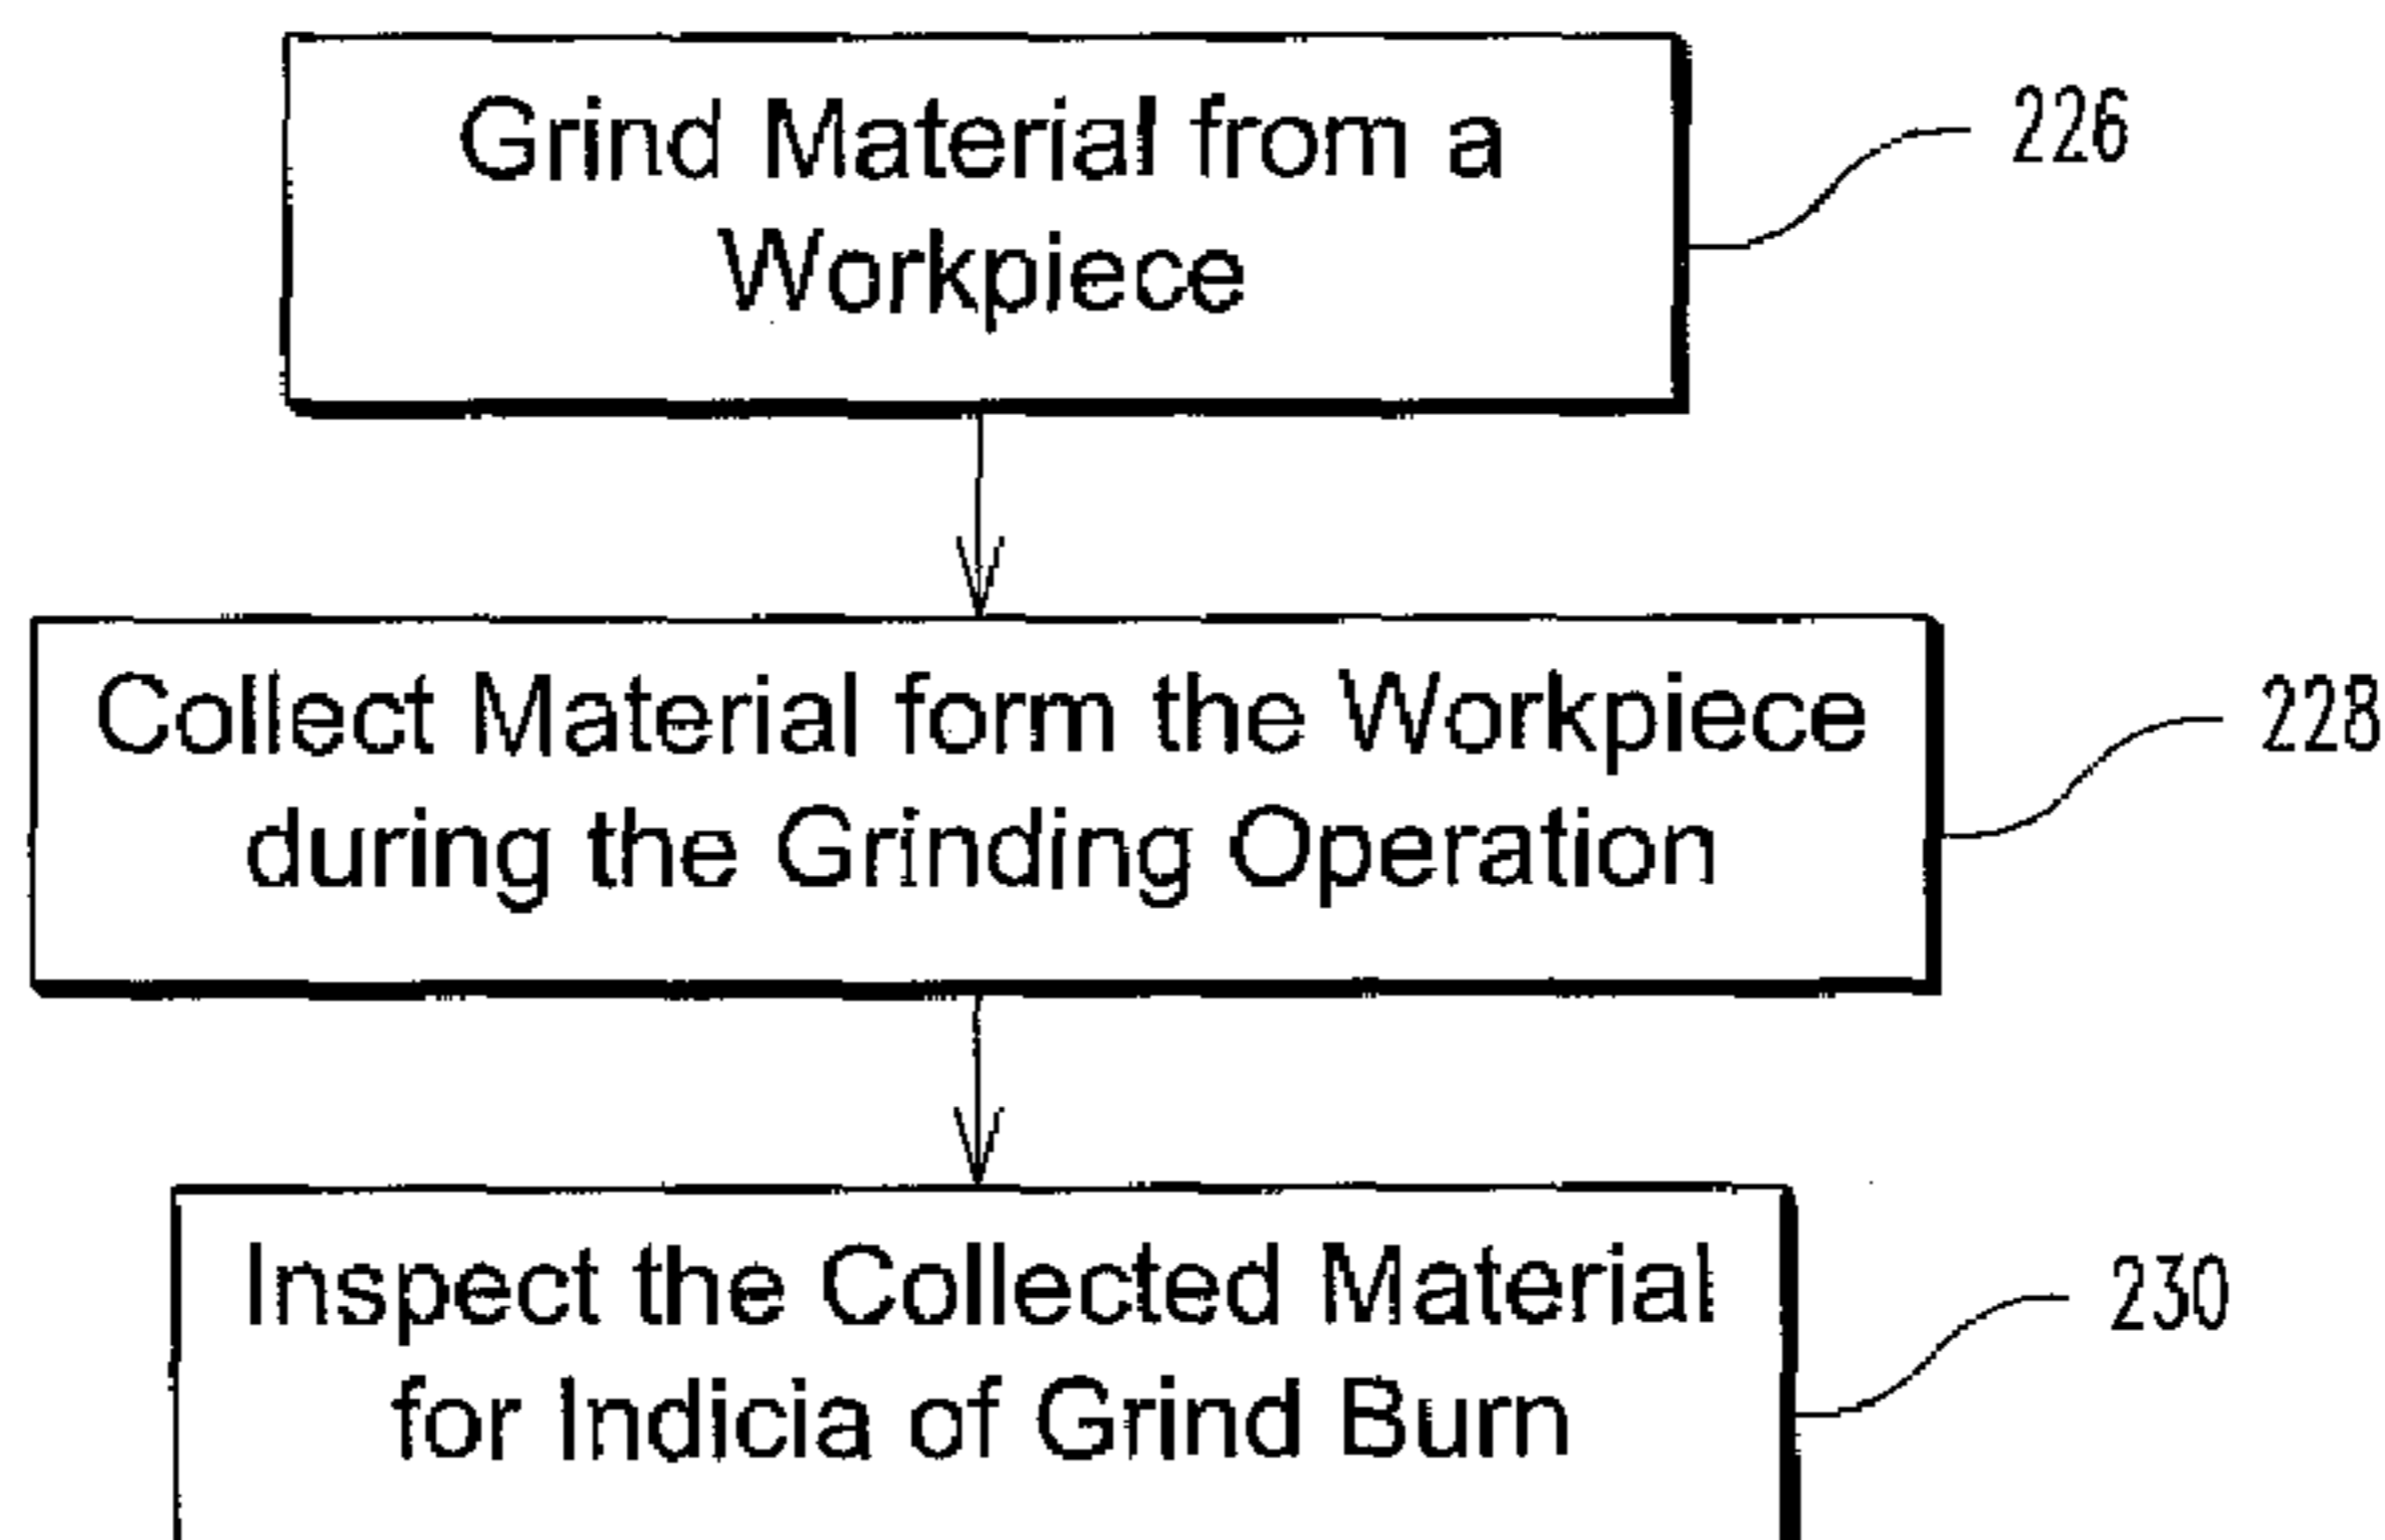 Grind Material from a
Workpiece
226
Collect Material form the Workpiece
during the Grinding Operation
228
Inspect the Collected Material
for Indicia of Grind Burn
230